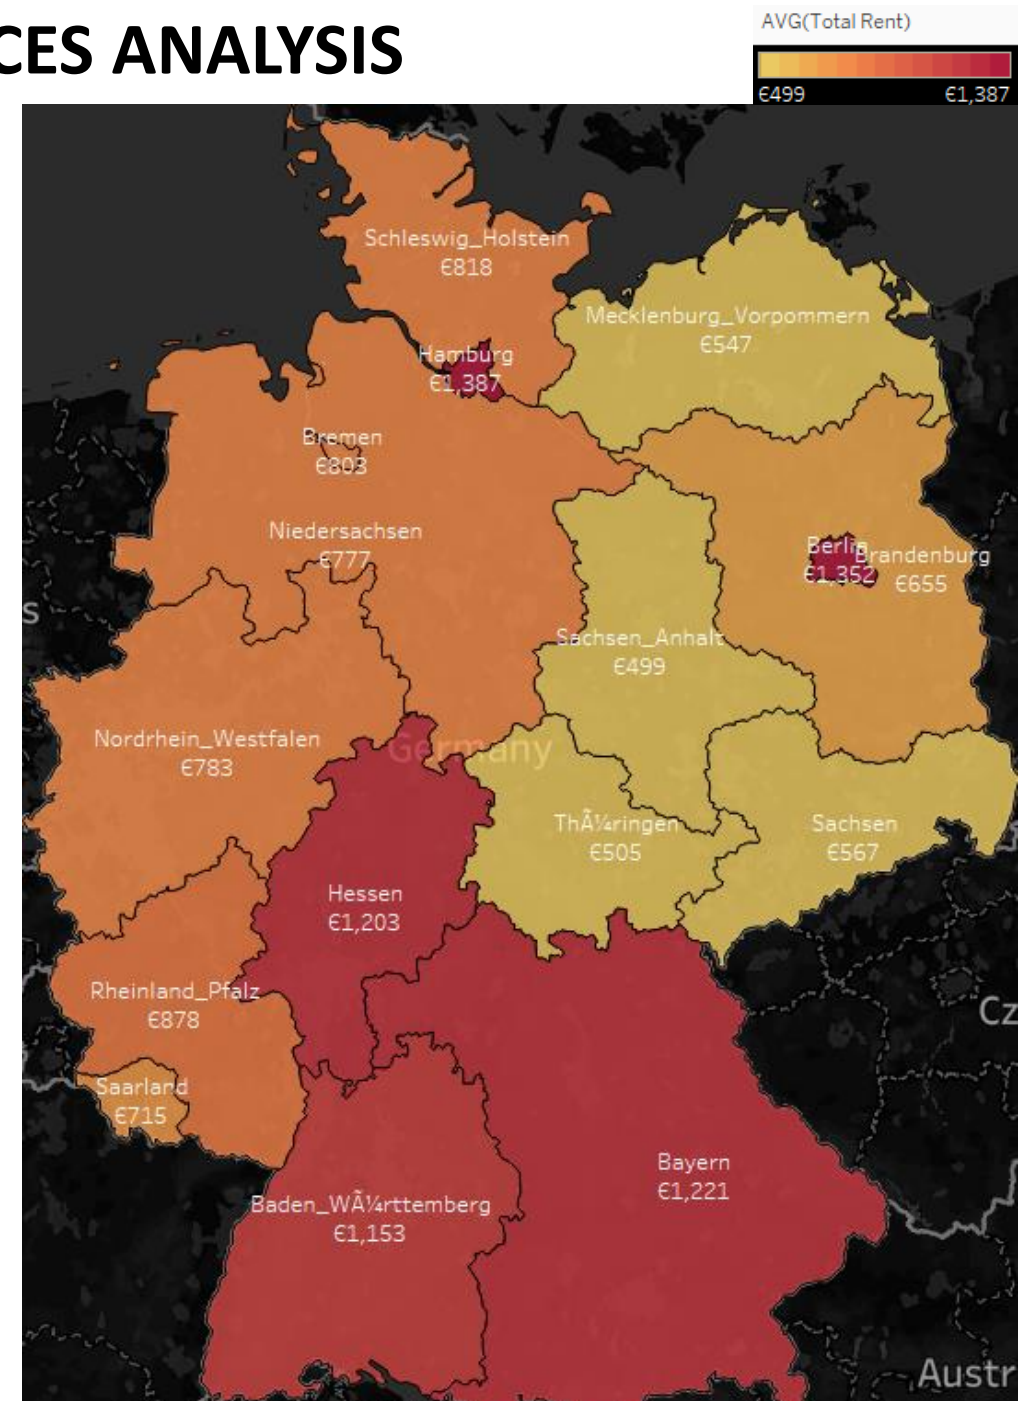 CES ANALYSIS
AVG(Total Rent)
€499 €1,387
Schleswig_Holstein
€818
Mecklenburg_Vorpommern
€547
Hamburg
€1,387
Bremen
€803
Niedersachsen
€777
Berlin
€1,352
Brandenburg
€655
s
Sachsen_Anhalt
€499
Nordrhein_Westfalen
€783
Germany
ThÃ¼ringen
€505
Sachsen
€567
Hessen
€1,203
Rheinland_Pfalz
€878
Cz
Saarland
€715
Bayern
€1,221
Baden_WÃ¼rttemberg
€1,153
Austr